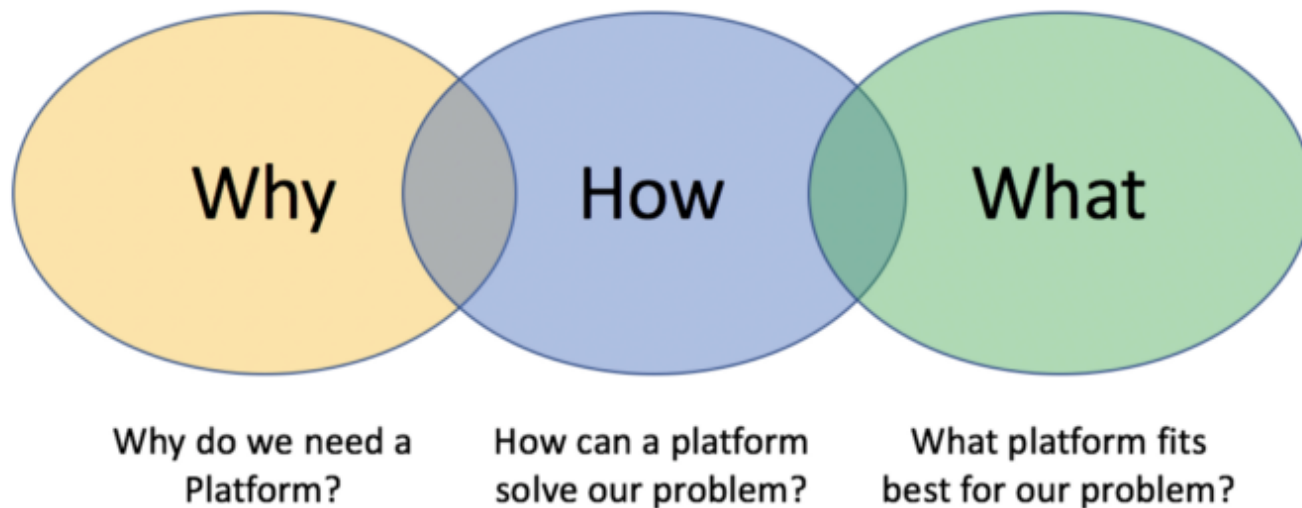 Why
How
What
Why do we need a
Platform?
How can a platform
solve our problem?
What platform fits
best for our problem?